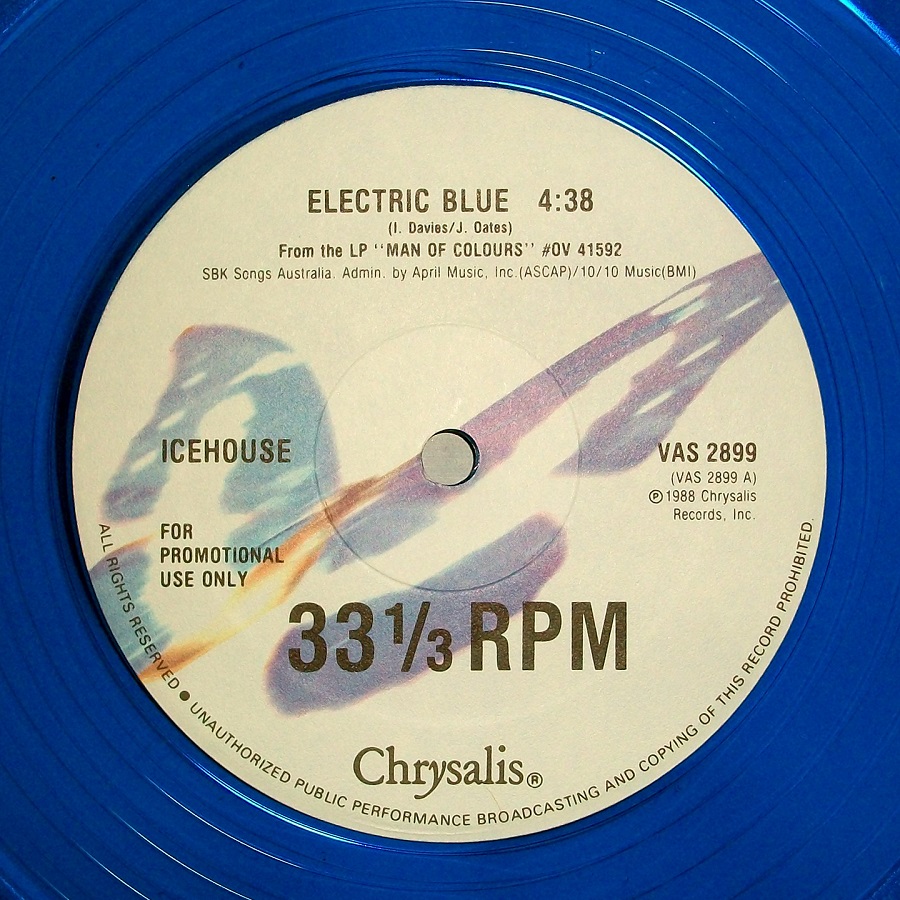 ELECTRIC BLUE 4:38
(I. Davies/J. Oates)
From the LP "MAN OF COLOURS" #OV 41592
SBK Songs Australia. Admin. by April Music, Inc.(ASCAP)/10/10 Music(BMI)
ICEHOUSE
VAS 2899
(VAS 2899 A)
℗1988 Chrysalis
Records, Inc.
FOR
PROMOTIONAL
USE ONLY
33⅓ RPM
Chrysalis®
ALL RIGHTS RESERVED ● UNAUTHORIZED PUBLIC PERFORMANCE BROADCASTING AND COPYING OF THIS RECORD PROHIBITED.